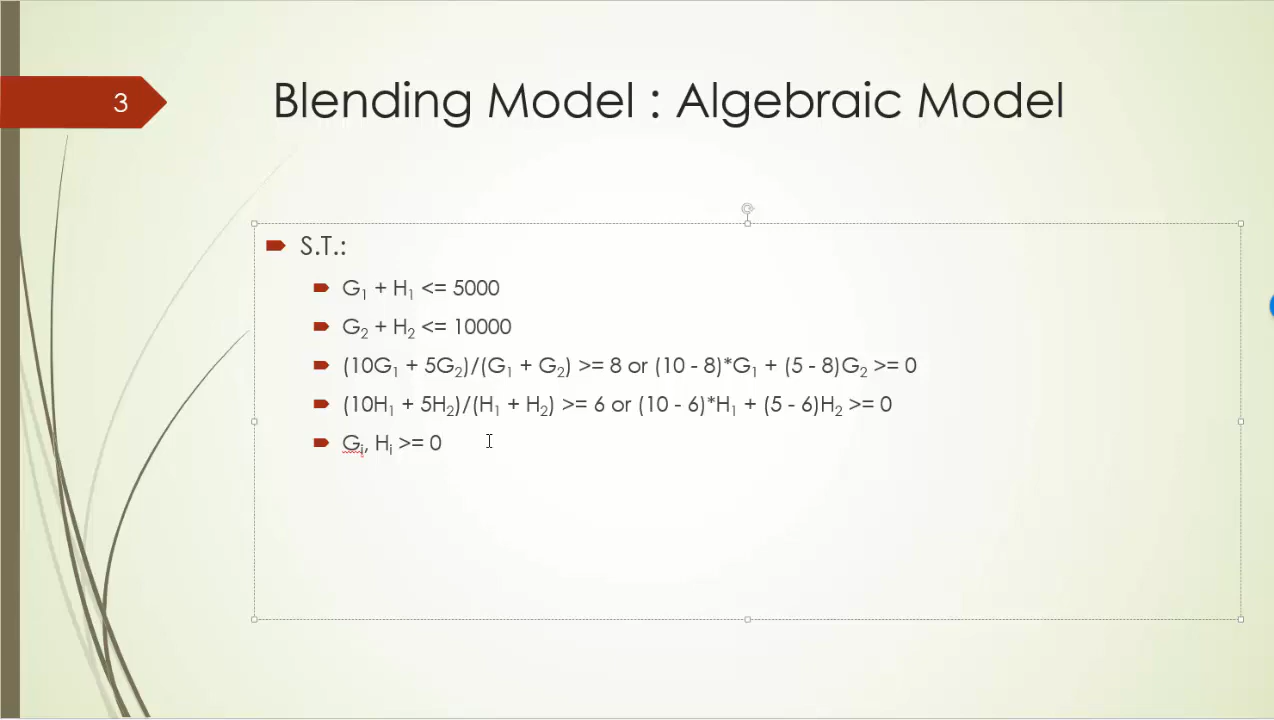 3
Blending Model : Algebraic Model
S.T.:
G₁ + H₁ <= 5000
G₂ + H₂ <= 10000
(10G₁ + 5G₂)/(G₁ + G₂) >= 8 or (10 - 8)*G₁ + (5 - 8)G₂ >= 0
(10H₁ + 5H₂)/(H₁ + H₂) >= 6 or (10 - 6)*H₁ + (5 - 6)H₂ >= 0
Gᵢ, Hᵢ >= 0